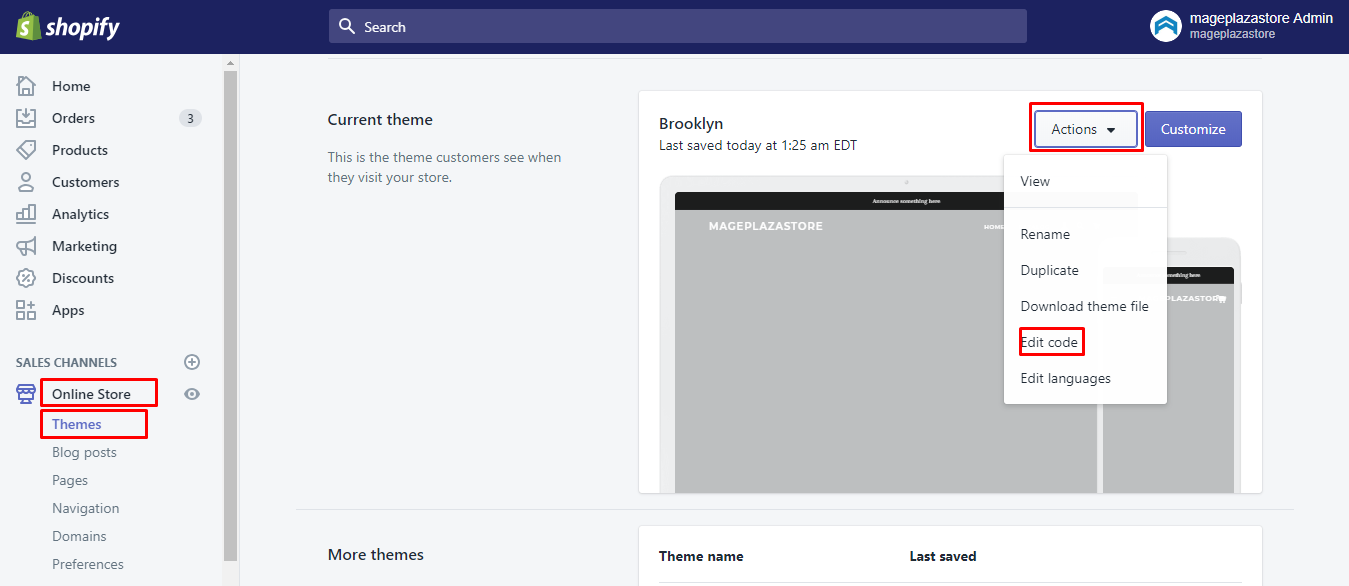 shopify
Search
mageplazastore Admin
mageplazastore
Home
Orders 3
Products
Customers
Analytics
Marketing
Discounts
Apps
SALES CHANNELS
Online Store
Themes
Blog posts
Pages
Navigation
Domains
Preferences
Current theme
This is the theme customers see when
they visit your store.
Brooklyn
Last saved today at 1:25 am EDT
Actions
Customize
View
Rename
Duplicate
Download theme file
Edit code
Edit languages
Announce something here
MAGEPLAZASTORE
HOME
mething here
PLAZASTOR
More themes
Theme name Last saved